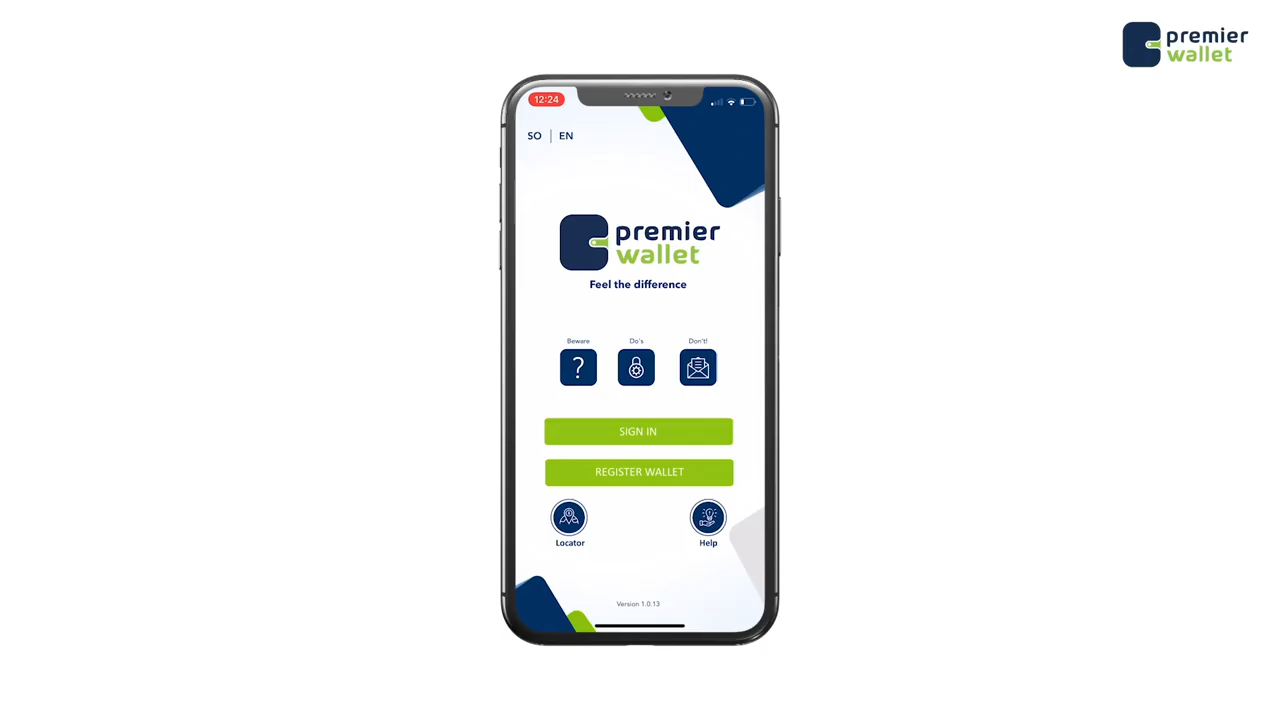 premier
wallet
12:24
SO | EN
premier
wallet
Feel the difference
Beware
Do's
Don't!
SIGN IN
REGISTER WALLET
Locator
Help
Version 1.0.13